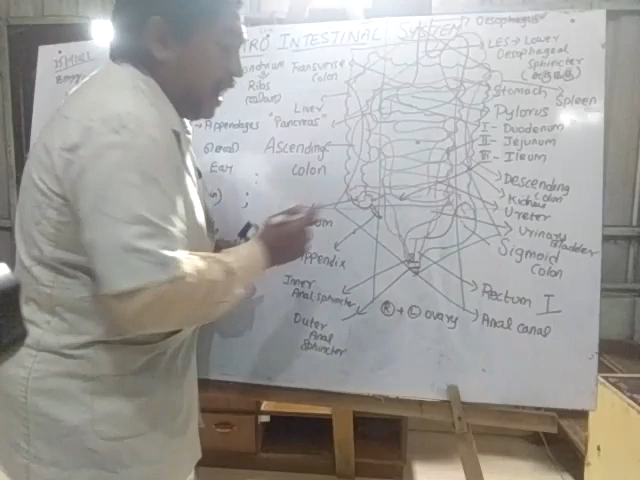 TRO INTESTINAL SYSTEM
Ribs
→ Appendages
Ear
Transverse
Colon
Liver
"Pancreas"
Ascending
Colon
Appendix
Inner
Anal sphincter
Outer
Anal
Sphincter
Oesophagus
LES → Lower
Oesophageal
Sphincter
Stomach
Spleen
Pylorus
I - Duodenum
II - Jejunum
III - Ileum
Descending
Colon
Ureter
Urinary
Bladder
Sigmoid
Colon
Rectum I
Anal canal
R + L ovary